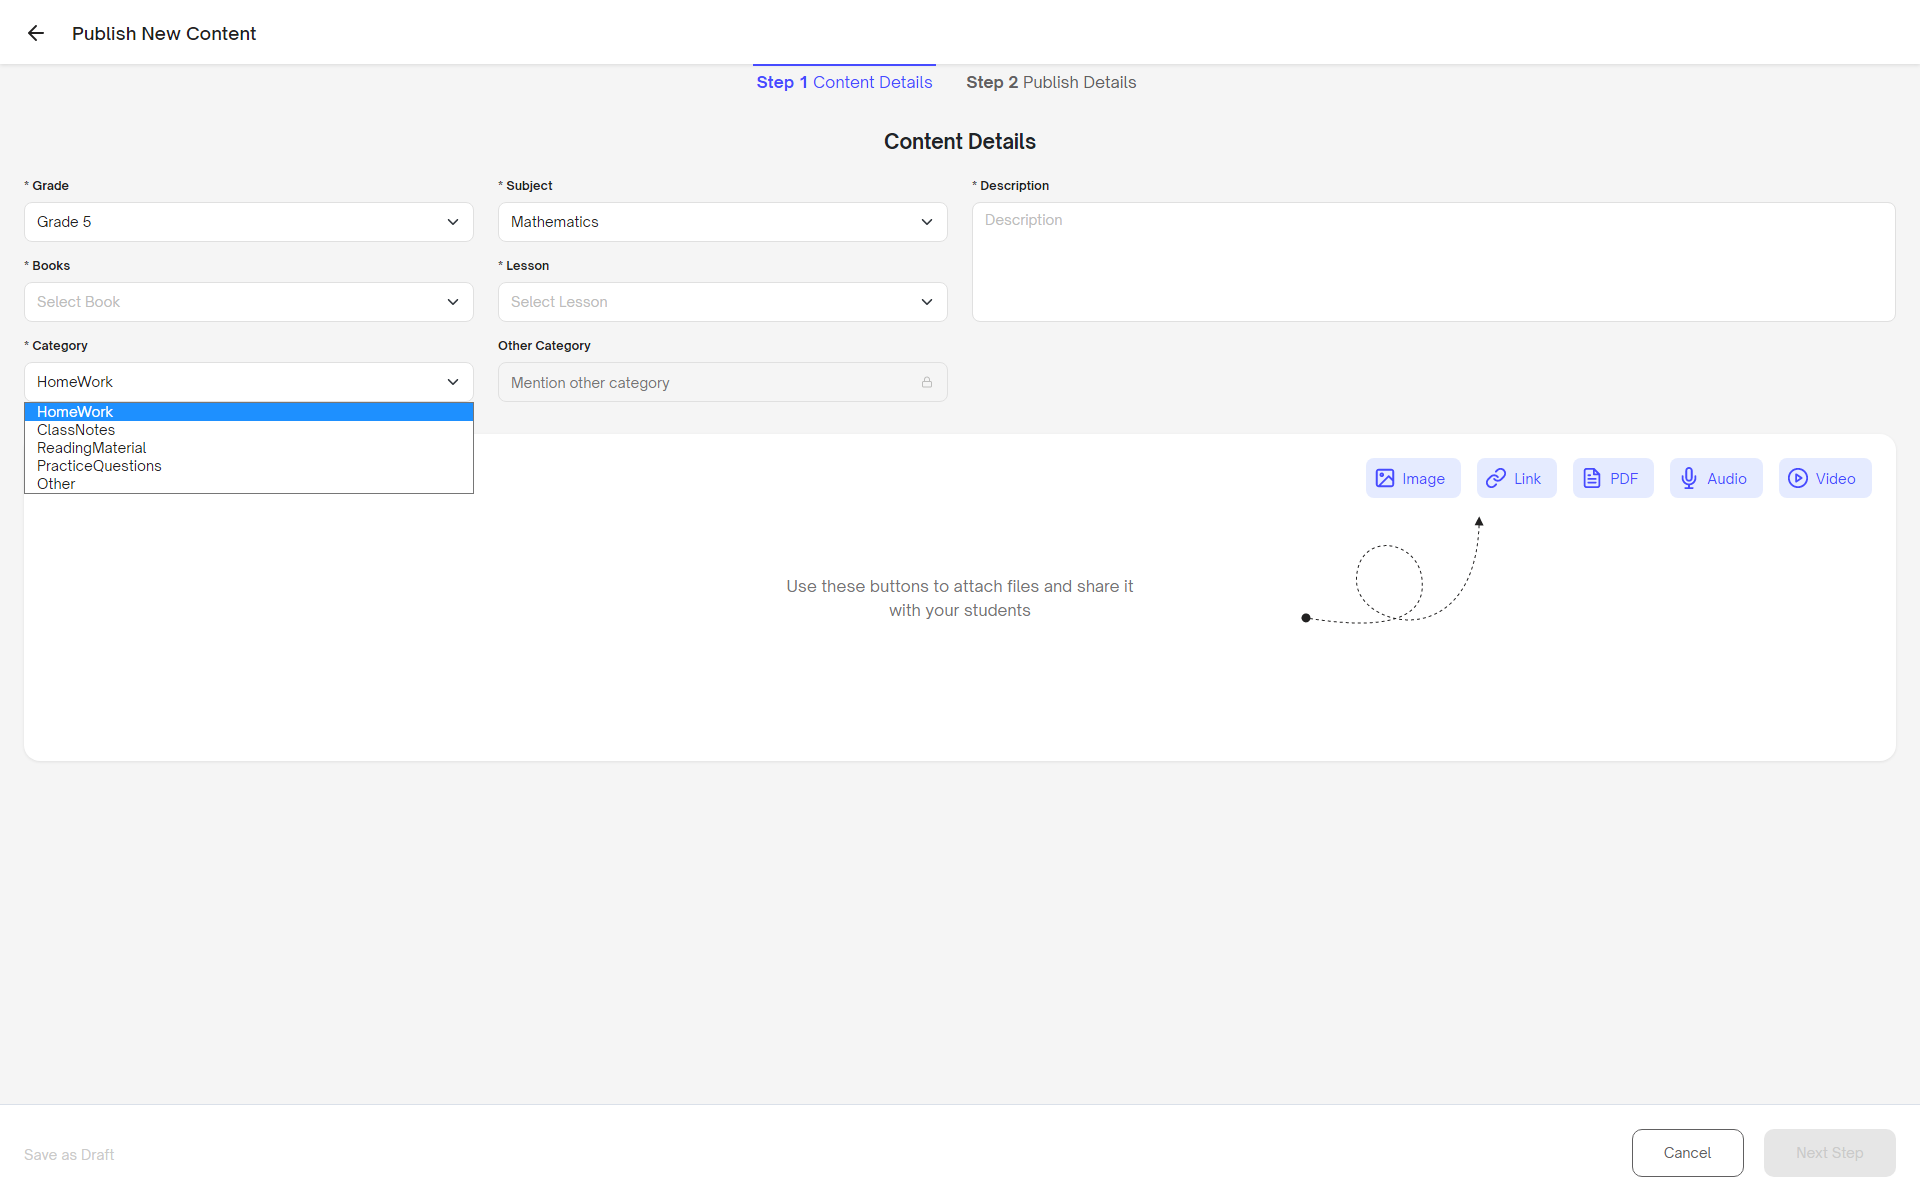 Publish New Content
Step 1 Content Details
Step 2 Publish Details
Content Details
* Grade
Grade 5
* Subject
Mathematics
* Description
Description
* Books
Select Book
* Lesson
Select Lesson
* Category
HomeWork
Other Category
Mention other category
HomeWork
ClassNotes
ReadingMaterial
PracticeQuestions
Other
Image
Link
PDF
Audio
Video
Use these buttons to attach files and share it
with your students
Save as Draft
Cancel
Next Step